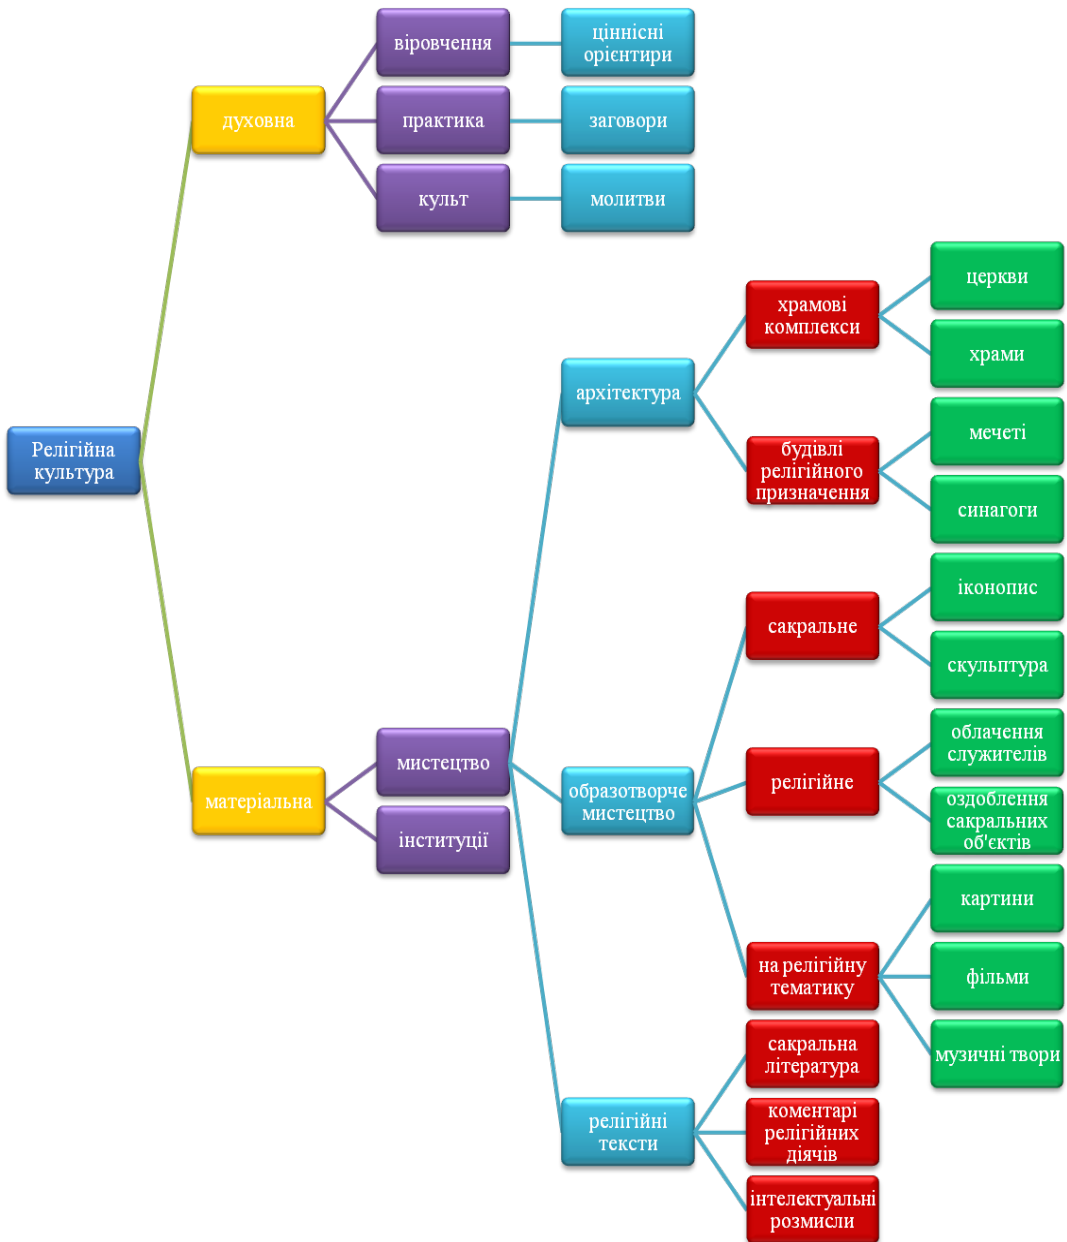 Релігійна
культура
духовна
віровчення
ціннісні
орієнтири
практика
заговори
культ
молитви
матеріальна
мистецтво
архітектура
храмові
комплекси
церкви
храми
будівлі
релігійного
призначення
мечеті
синагоги
образотворче
мистецтво
сакральне
іконопис
скульптура
релігійне
облачення
служителів
оздоблення
сакральних
об'єктів
на релігійну
тематику
картини
фільми
музичні твори
релігійні
тексти
сакральна
література
коментарі
релігійних
діячів
інтелектуальні
розмисли
інституції